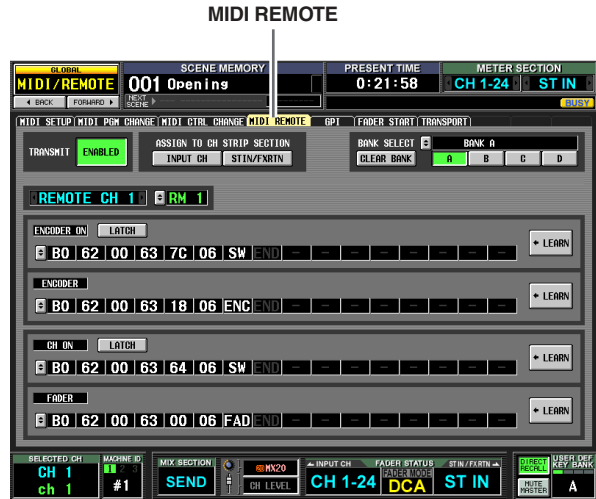 MIDI REMOTE
GLOBAL SCENE MEMORY PRESENT TIME METER SECTION
MIDI/REMOTE 001 Opening 0:21:58 CH 1-24 ST IN
BACK FORWARD NEXT SCENE BUSY
MIDI SETUP MIDI PGM CHANGE MIDI CTRL CHANGE MIDI REMOTE GPI FADER START TRANSPORT
TRANSMIT ENABLED ASSIGN TO CH STRIP SECTION BANK SELECT BANK A
INPUT CH STIN/FXRTN CLEAR BANK A B C D
REMOTE CH 1 RM 1
ENCODER ON LATCH
B0 62 00 63 7C 06 SW END - - - - - - - - ← LEARN
ENCODER
B0 62 00 63 18 06 ENC END - - - - - - - - ← LEARN
CH ON LATCH
B0 62 00 63 64 06 SW END - - - - - - - - ← LEARN
FADER
B0 62 00 63 00 06 FAD END - - - - - - - - ← LEARN
SELECTED CH MACHINE ID MIX SECTION INPUT CH FADER STATUS ST IN/FXRTN DIRECT RECALL USER DEF. KEY BANK
CH 1 1 2 3 SEND MIX20 CH 1-24 FADER MODE ST IN
ch 1 #1 CH LEVEL DCA MUTE MASTER A